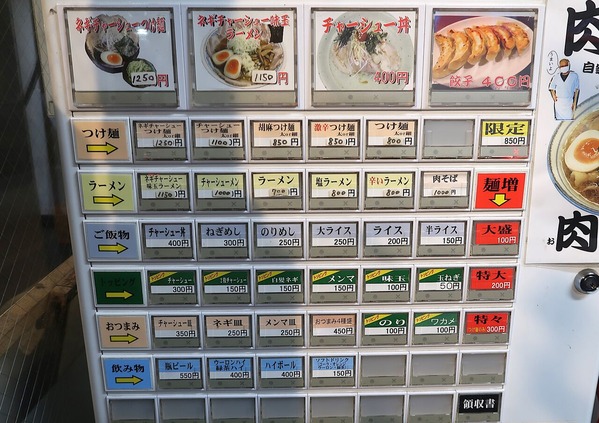 ネギチャーシューつけ麺
1250円
ネギチャーシュー味玉
ラーメン
1150円
チャーシュー丼
400円
餃子 400円
肉
つけ麺
ネギチャーシュー
つけ麺
1250円
チャーシュー
つけ麺
1100円
胡麻つけ麺
850円
激辛つけ麺
850円
つけ麺
800円
限定
850円
ラーメン
ネギチャーシュー
味玉ラーメン
1150円
チャーシューメン
1000円
ラーメン
塩ラーメン
800円
辛いラーメン
800円
肉そば
1000円
麺増
ご飯物
チャーシュー丼
400円
ねぎめし
300円
のりめし
250円
大ライス
250円
ライス
200円
半ライス
150円
大盛
100円
お肉
トッピング
チャーシュー
300円
150円
白髪ネギ
150円
メンマ
150円
味玉
100円
玉ねぎ
50円
特大
200円
おつまみ
チャーシュー皿
350円
ネギ皿
300円
メンマ皿
300円
おつまみ4種盛
450円
のり
100円
ワカメ
100円
特々
300円
飲み物
瓶ビール
550円
ウーロンハイ
緑茶ハイ
400円
ハイボール
400円
ソフトドリンク
150円
領収書